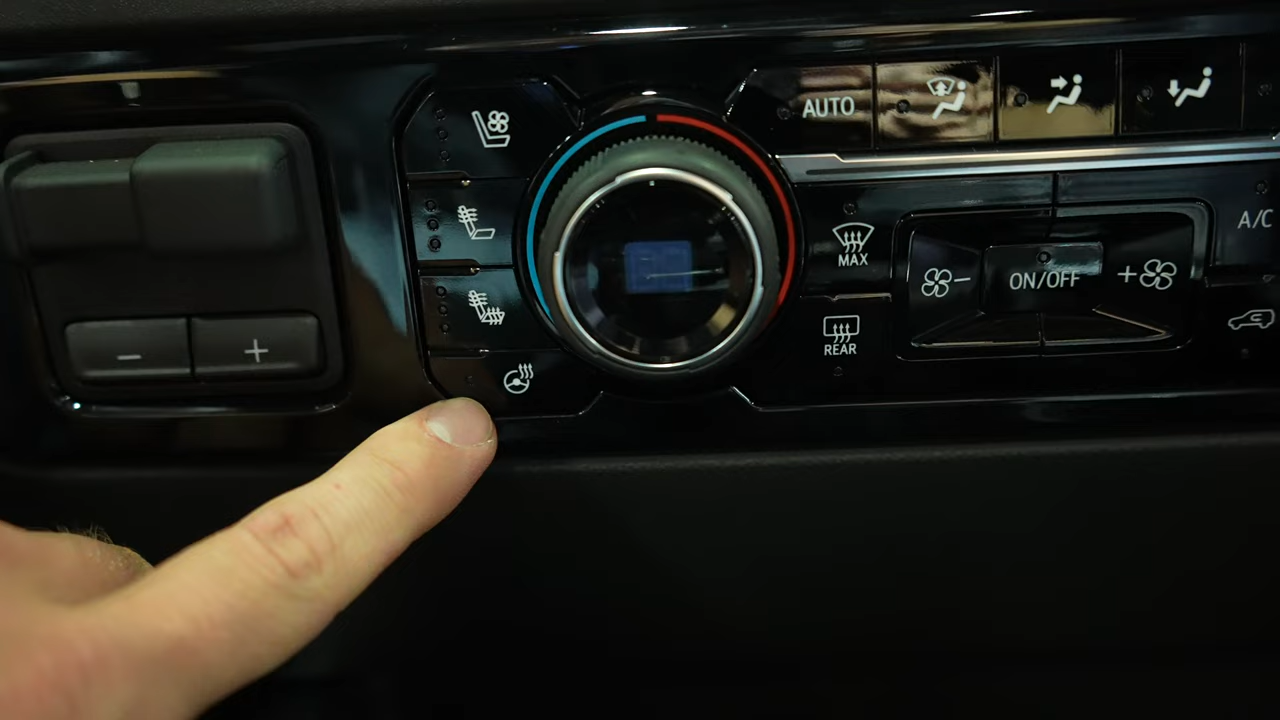 AUTO
A/C
MAX
− ON/OFF +
− +
REAR